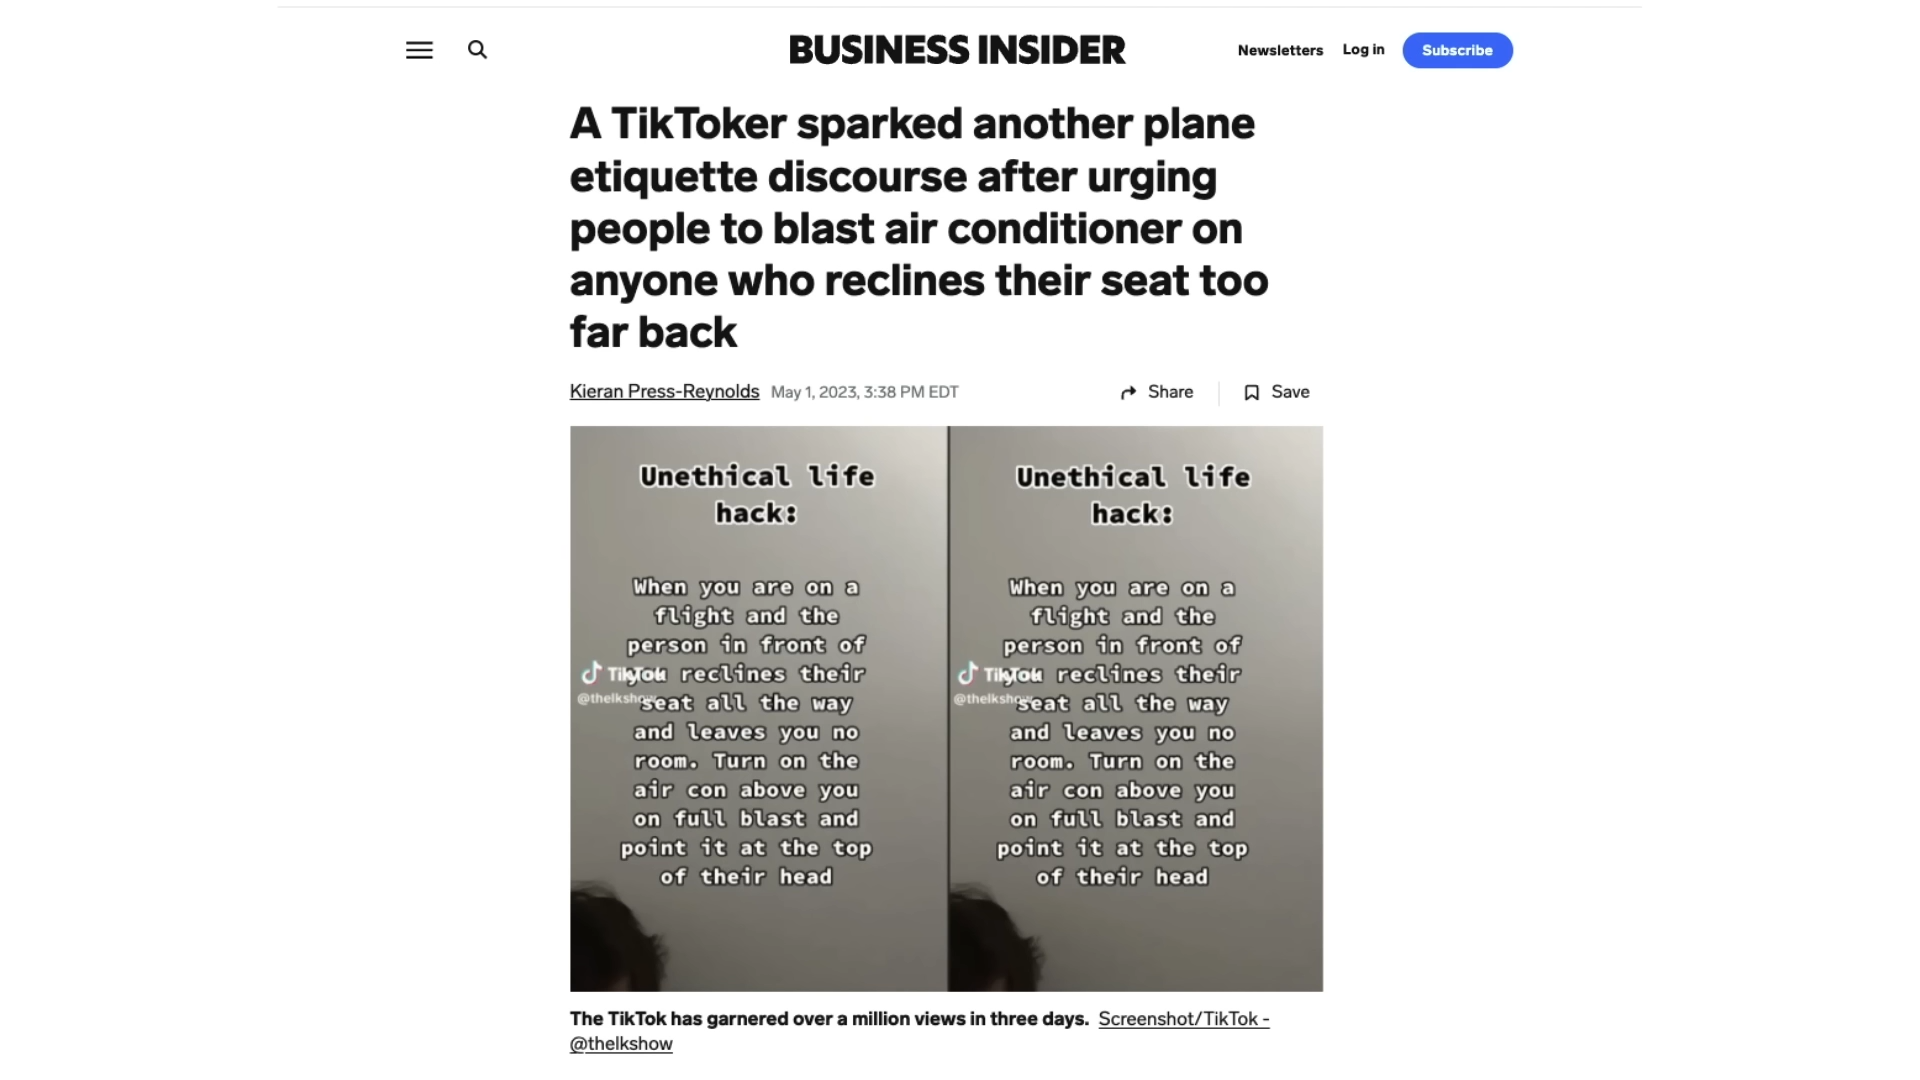 BUSINESS INSIDER
Newsletters
Log in
Subscribe
A TikToker sparked another plane
etiquette discourse after urging
people to blast air conditioner on
anyone who reclines their seat too
far back
Kieran Press-Reynolds May 1, 2023, 3:38 PM EDT
Share
Save
Unethical life
hack:
When you are on a
flight and the
person in front of
you reclines their
seat all the way
and leaves you no
room. Turn on the
air con above you
on full blast and
point it at the top
of their head
TikTok
@thelkshow
Unethical life
hack:
When you are on a
flight and the
person in front of
you reclines their
seat all the way
and leaves you no
room. Turn on the
air con above you
on full blast and
point it at the top
of their head
TikTok
@thelkshow
The TikTok has garnered over a million views in three days. Screenshot/TikTok -
@thelkshow